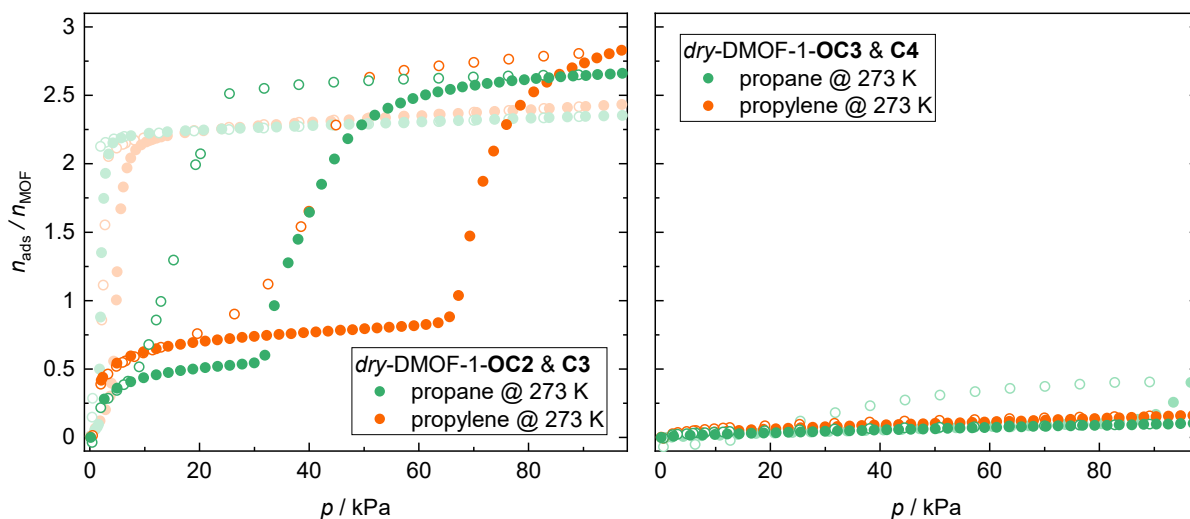 3
2.5
2
1.5
1
0.5
0
n_ads / n_MOF
dry-DMOF-1-OC2 & C3
propane @ 273 K
propylene @ 273 K
0
20
40
60
80
p / kPa
dry-DMOF-1-OC3 & C4
propane @ 273 K
propylene @ 273 K
0
20
40
60
80
p / kPa